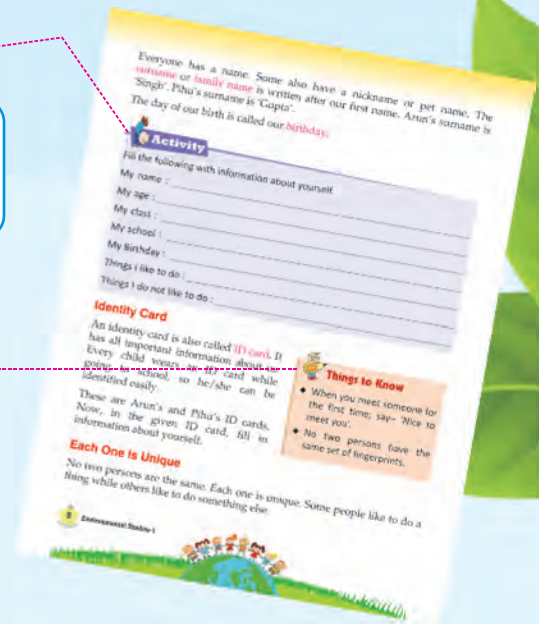 Everyone has a name. Some also have a nickname or pet name. The
surname or family name is written after our first name. Arun's surname is
'Singh'. Pihu's surname is 'Gupta'.
The day of our birth is called our birthday.
Activity
Fill the following with information about yourself.
My name :
My age :
My class :
My school :
My Birthday :
Things I like to do :
Things I do not like to do :
Identity Card
An identity card is also called ID card. It
has all important information about us.
Every child wears an ID card while
going to school, so he/she can be
identified easily.
These are Arun's and Pihu's ID cards.
Now, in the given ID card, fill in
information about yourself.
Things to Know
◆ When you meet someone for
the first time; say– 'Nice to
meet you'.
◆ No two persons have the
same set of fingerprints.
Each One is Unique
No two persons are the same. Each one is unique. Some people like to do a
thing while others like to do something else.
8 Environmental Studies-1